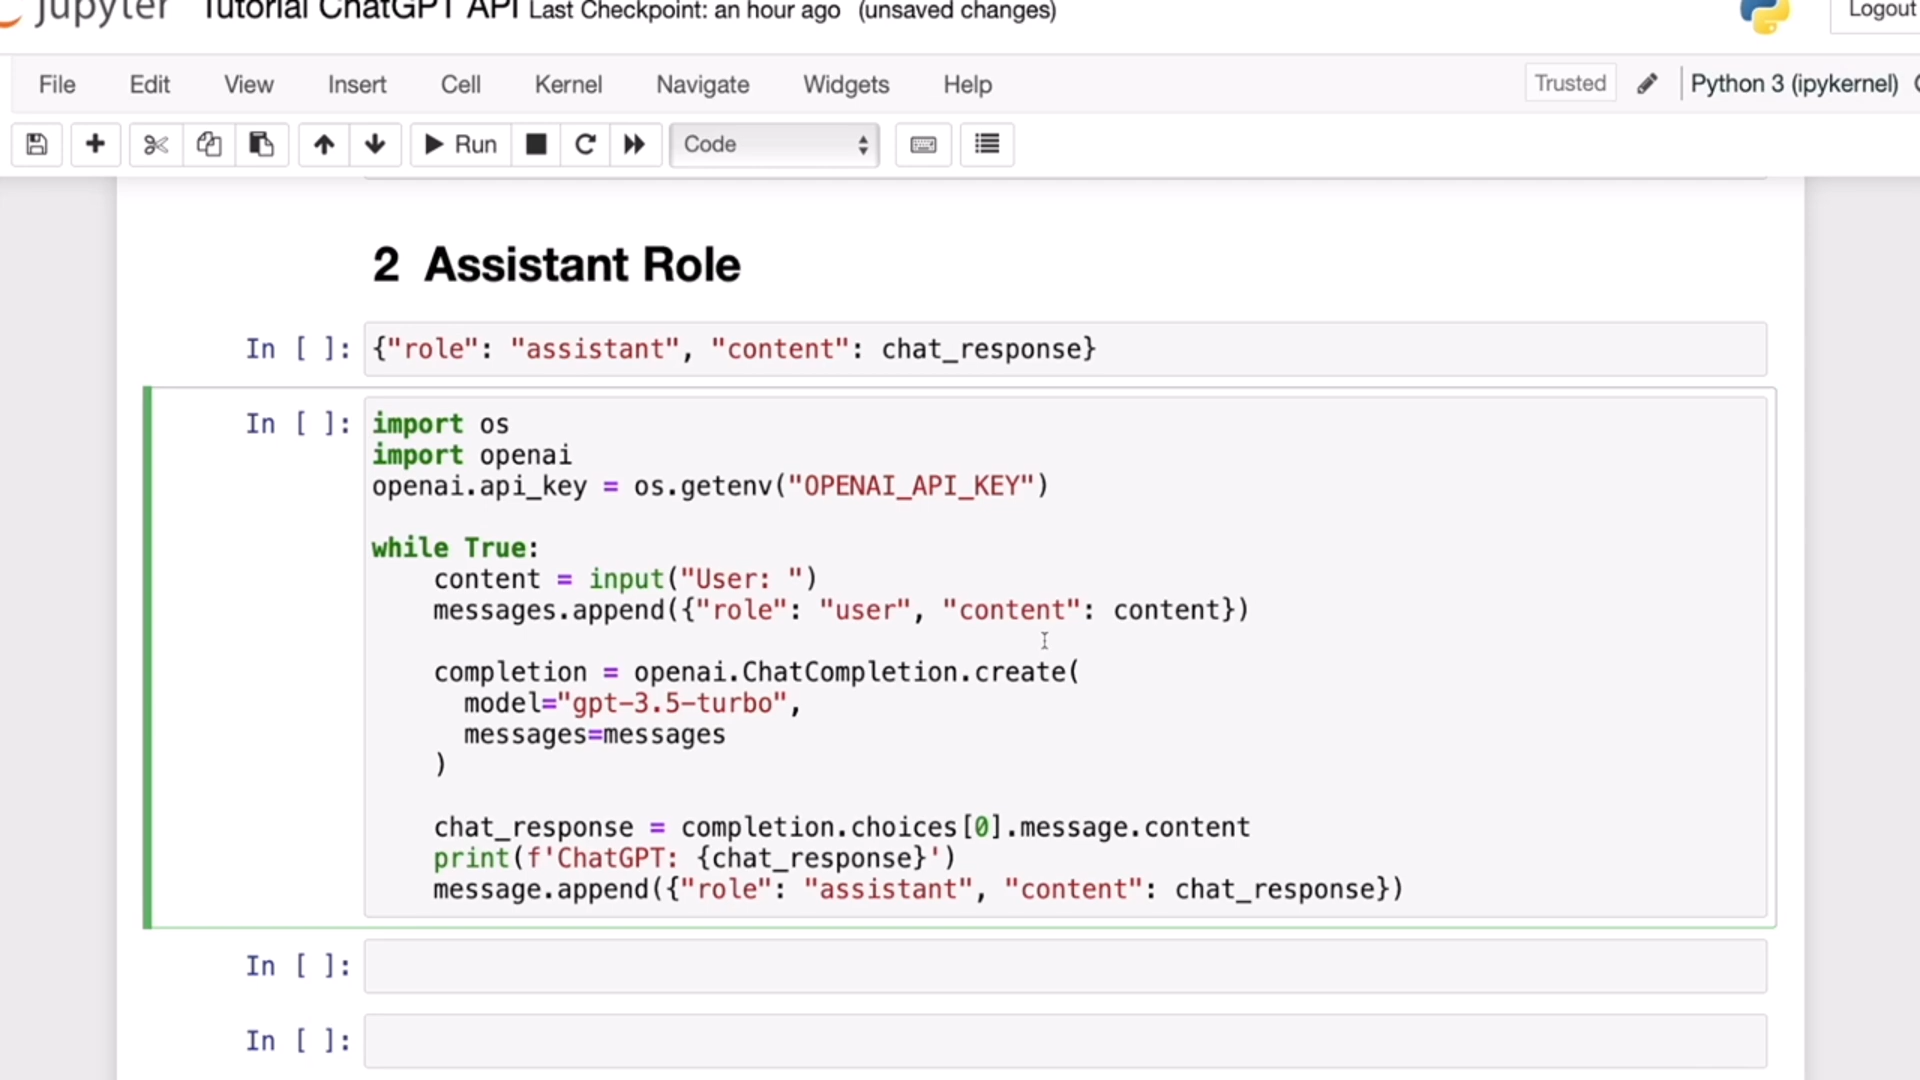 jupyter Tutorial ChatGPT API Last Checkpoint: an hour ago (unsaved changes) Logout
File Edit View Insert Cell Kernel Navigate Widgets Help Trusted Python 3 (ipykernel)
Run Code
2 Assistant Role
In [ ]: {"role": "assistant", "content": chat_response}
In [ ]: import os
import openai
openai.api_key = os.getenv("OPENAI_API_KEY")
while True:
content = input("User: ")
messages.append({"role": "user", "content": content})
completion = openai.ChatCompletion.create(
model="gpt-3.5-turbo",
messages=messages
)
chat_response = completion.choices[0].message.content
print(f'ChatGPT: {chat_response}')
message.append({"role": "assistant", "content": chat_response})
In [ ]:
In [ ]: